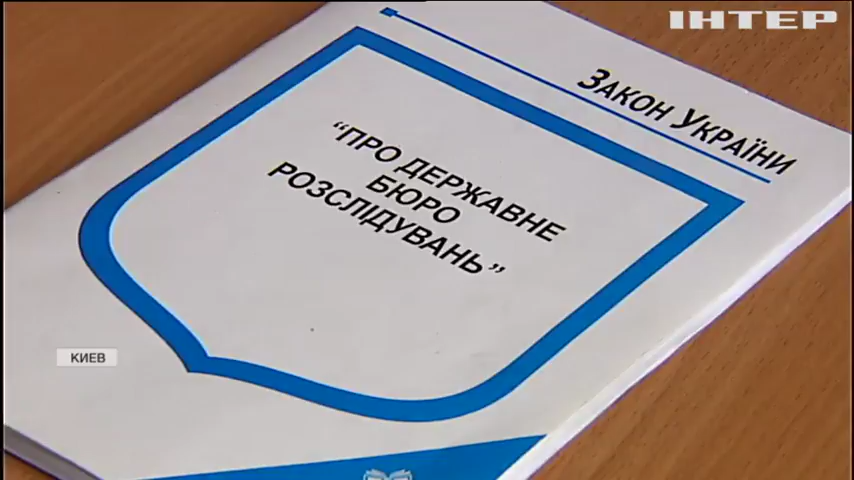 ІНТЕР
Закон України
“ПРО ДЕРЖАВНЕ
БЮРО
РОЗСЛІДУВАНЬ”
КИЕВ